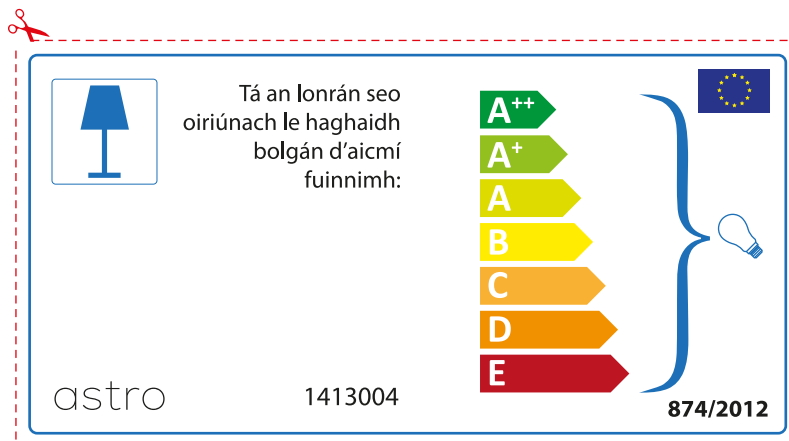 Tá an lonrán seo
oiriúnach le haghaidh
bolgán d'aicmí
fuinnimh:
A++
A+
A
B
C
D
E
astro
1413004
874/2012